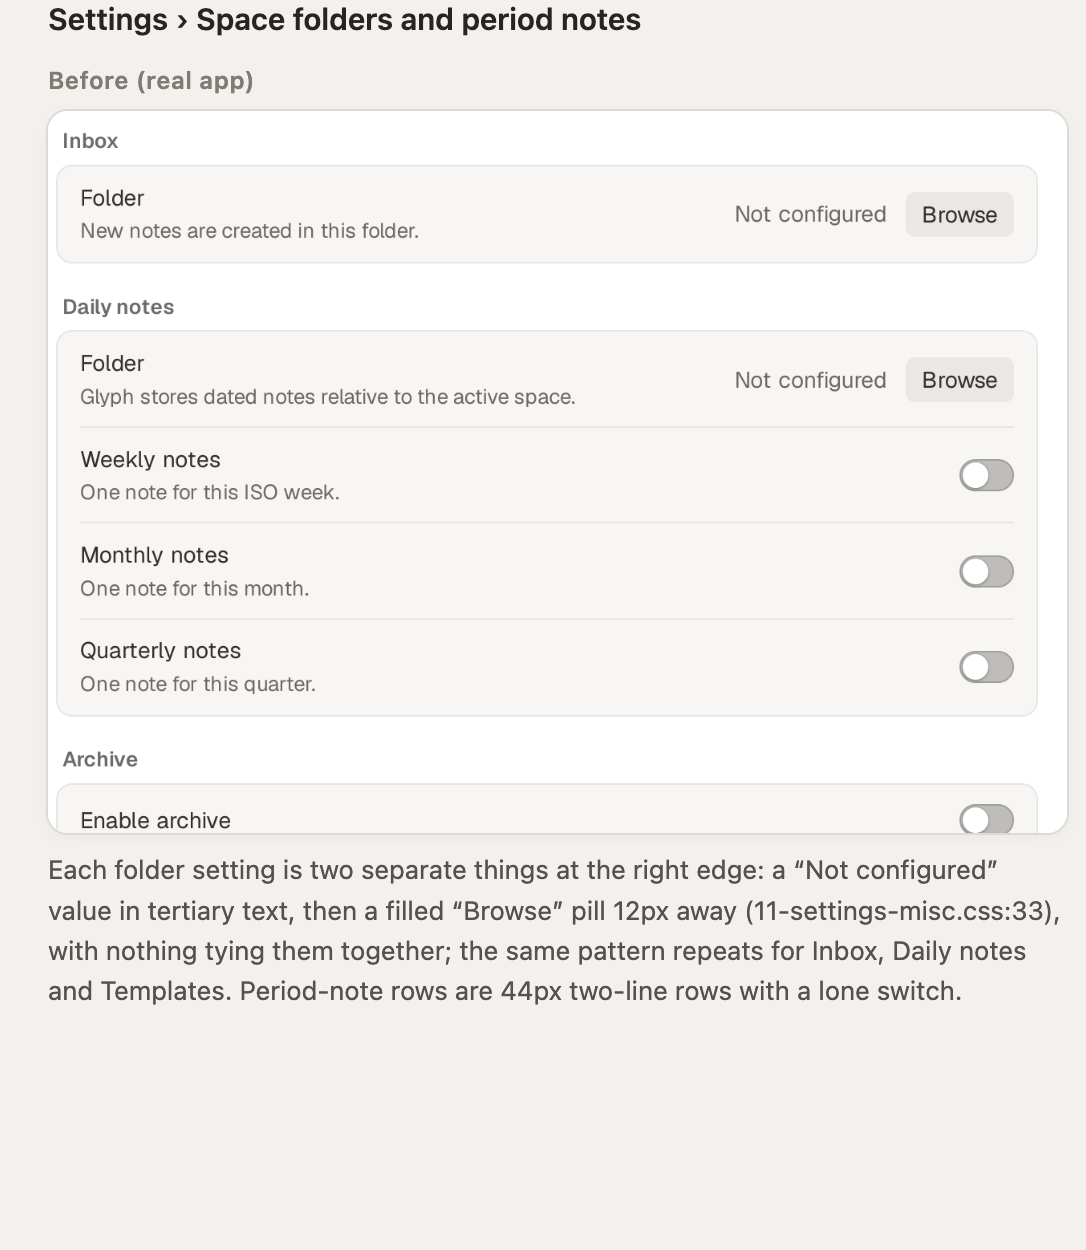 Settings › Space folders and period notes
Before (real app)
Inbox
Folder
New notes are created in this folder.
Not configured
Browse
Daily notes
Folder
Glyph stores dated notes relative to the active space.
Not configured
Browse
Weekly notes
One note for this ISO week.
Monthly notes
One note for this month.
Quarterly notes
One note for this quarter.
Archive
Enable archive
Each folder setting is two separate things at the right edge: a “Not configured”
value in tertiary text, then a filled “Browse” pill 12px away (11-settings-misc.css:33),
with nothing tying them together; the same pattern repeats for Inbox, Daily notes
and Templates. Period-note rows are 44px two-line rows with a lone switch.